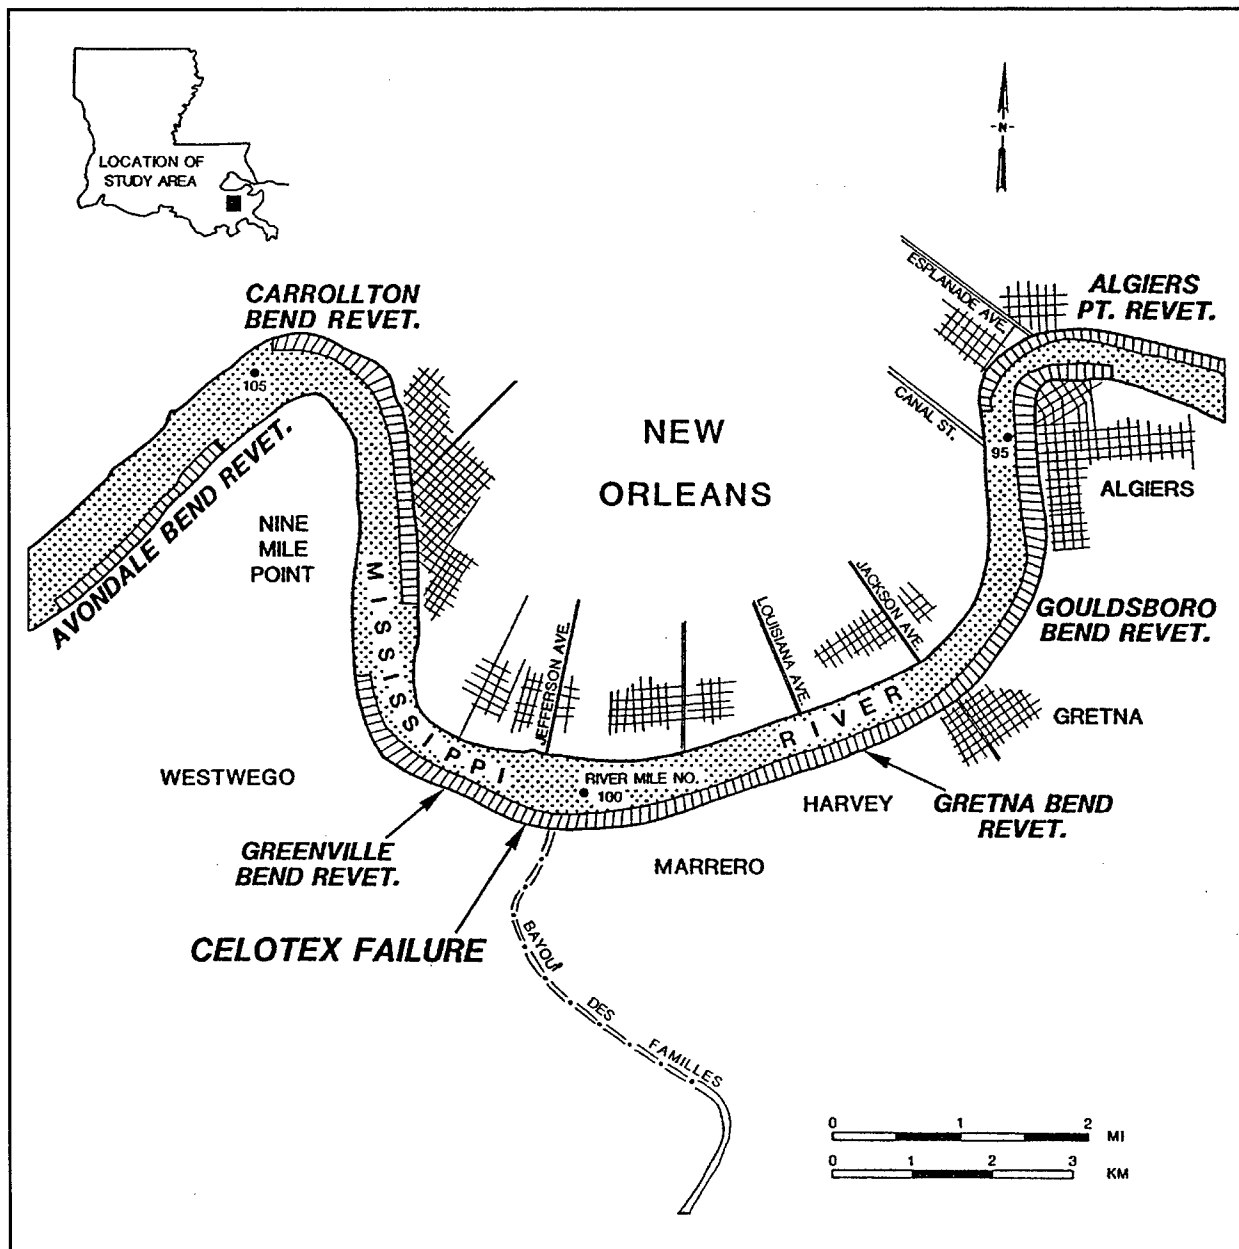 LOCATION OF
STUDY AREA
-N-
CARROLLTON
BEND REVET.
ESPLANADE AVE.
ALGIERS
PT. REVET.
105
CANAL ST.
NEW
ORLEANS
95
AVONDALE BEND REVET.
ALGIERS
NINE
MILE
POINT
MISSISSIPPI
RIVER
JEFFERSON AVE.
LOUISIANA AVE.
JACKSON AVE.
GOULDSBORO
BEND REVET.
GRETNA
WESTWEGO
RIVER MILE NO.
100
HARVEY
GRETNA BEND
REVET.
GREENVILLE
BEND REVET.
MARRERO
CELOTEX FAILURE
BAYOU
DES
FAMILLES
0 1 2
MI
0 1 2 3
KM